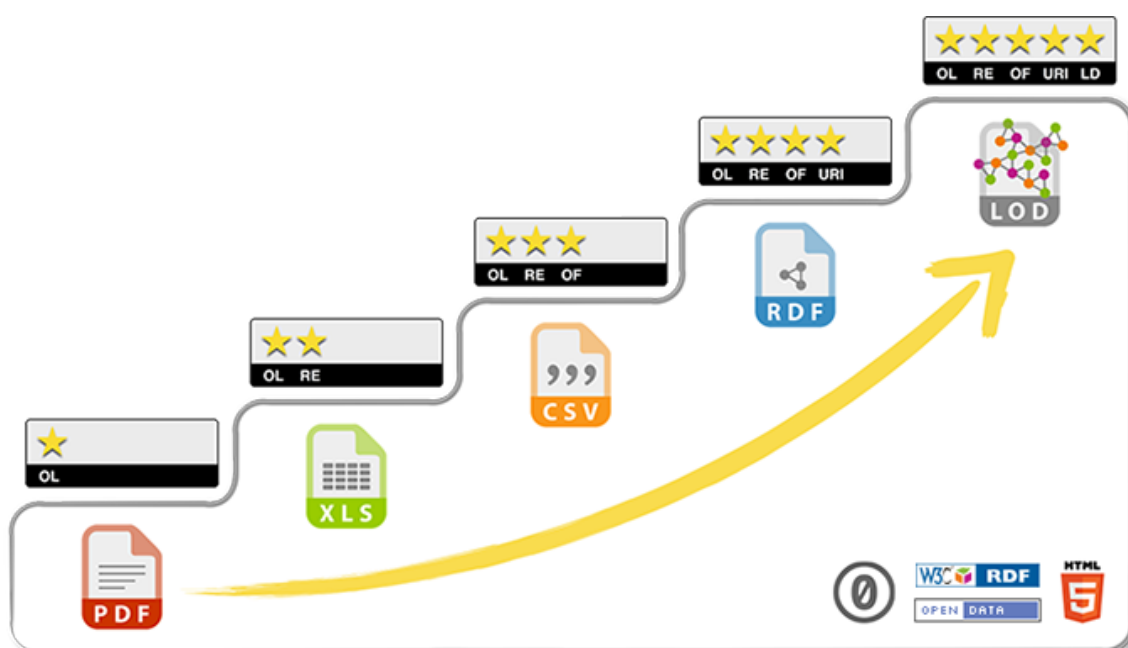 OL RE OF URI LD
LOD
OL RE OF URI
RDF
OL RE OF
,,,
CSV
OL RE
XLS
OL
PDF
0
W3C RDF
OPEN DATA
HTML
5